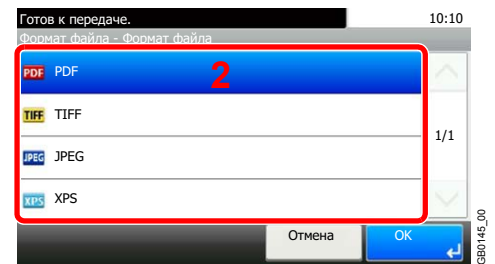 Готов к передаче. 10:10
Формат файла - Формат файла
PDF PDF 2
TIFF TIFF
1/1
JPEG JPEG
XPS XPS
Отмена OK
GB0145_00